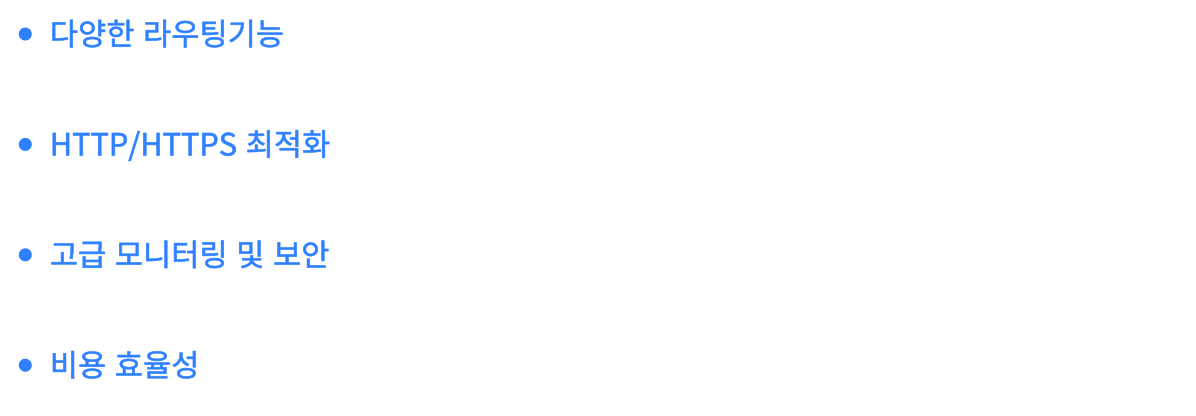 • 다양한 라우팅기능
• HTTP/HTTPS 최적화
• 고급 모니터링 및 보안
• 비용 효율성